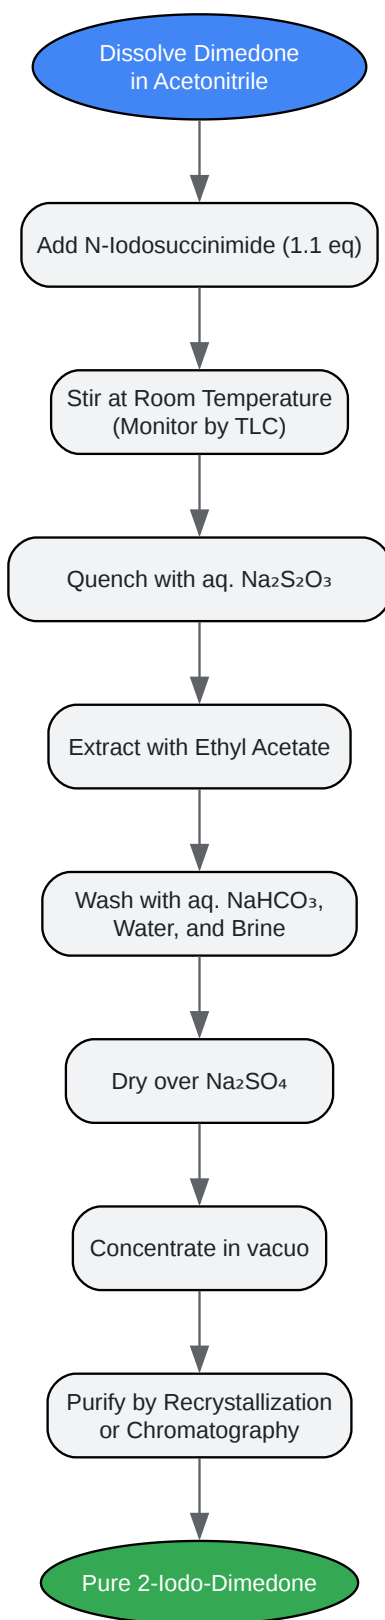 Dissolve Dimedone
in Acetonitrile
Add N-Iodosuccinimide (1.1 eq)
Stir at Room Temperature
(Monitor by TLC)
Quench with aq. Na₂S₂O₃
Extract with Ethyl Acetate
Wash with aq. NaHCO₃,
Water, and Brine
Dry over Na₂SO₄
Concentrate in vacuo
Purify by Recrystallization
or Chromatography
Pure 2-Iodo-Dimedone